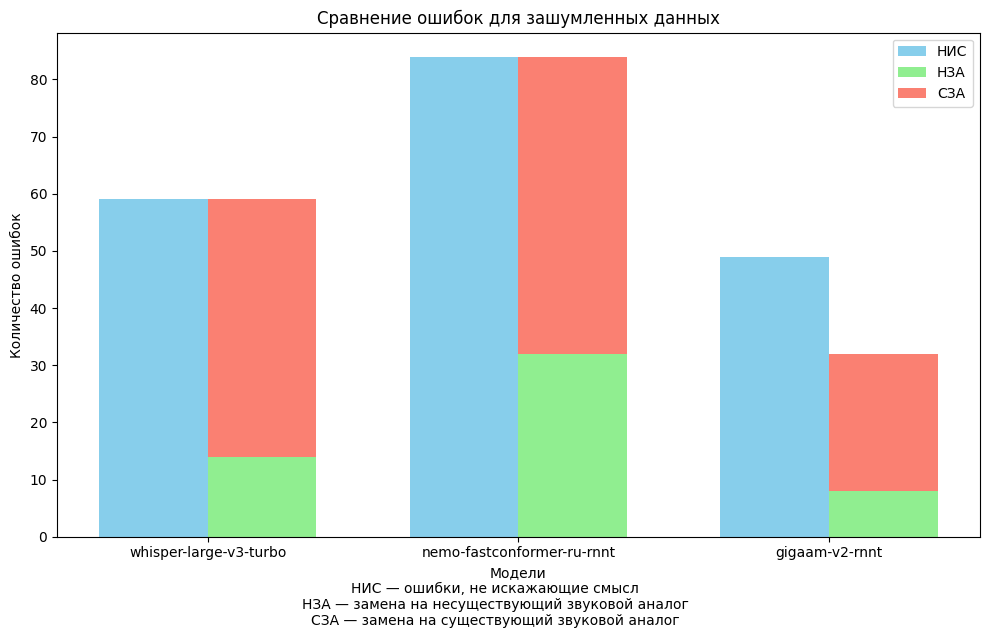 Сравнение ошибок для зашумленных данных
НИС
НЗА
СЗА
Количество ошибок
80
70
60
50
40
30
20
10
0
whisper-large-v3-turbo
nemo-fastconformer-ru-rnnt
gigaam-v2-rnnt
Модели
НИС — ошибки, не искажающие смысл
НЗА — замена на несуществующий звуковой аналог
СЗА — замена на существующий звуковой аналог